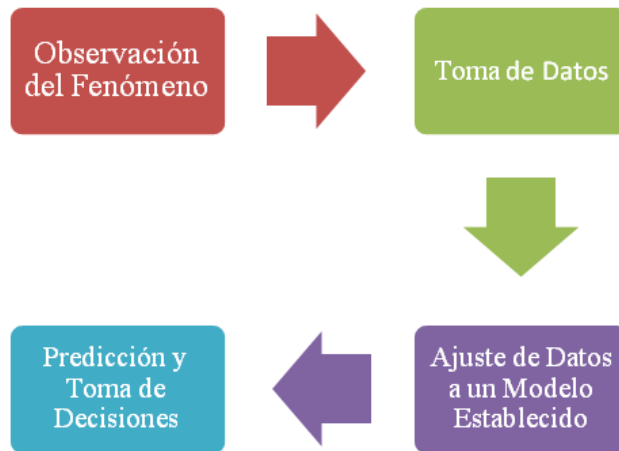 Observación
del Fenómeno
Toma de Datos
Ajuste de Datos
a un Modelo
Establecido
Predicción y
Toma de
Decisiones